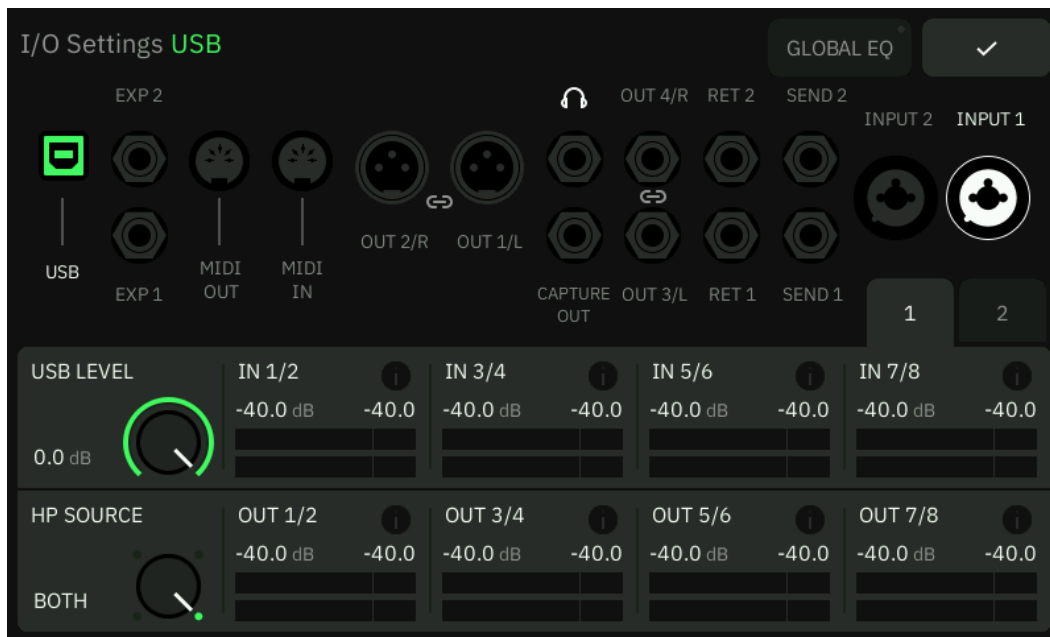 I/O Settings USB
GLOBAL EQ
EXP 2
OUT 4/R
RET 2
SEND 2
INPUT 2
INPUT 1
USB
MIDI OUT
MIDI IN
OUT 2/R
OUT 1/L
EXP 1
CAPTURE OUT
OUT 3/L
RET 1
SEND 1
1
2
USB LEVEL
0.0 dB
IN 1/2
-40.0 dB -40.0
IN 3/4
-40.0 dB -40.0
IN 5/6
-40.0 dB -40.0
IN 7/8
-40.0 dB -40.0
HP SOURCE
BOTH
OUT 1/2
-40.0 dB -40.0
OUT 3/4
-40.0 dB -40.0
OUT 5/6
-40.0 dB -40.0
OUT 7/8
-40.0 dB -40.0